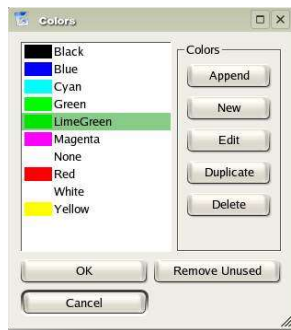 Colors
Black
Blue
Cyan
Green
LimeGreen
Magenta
None
Red
White
Yellow
Colors
Append
New
Edit
Duplicate
Delete
OK
Remove Unused
Cancel